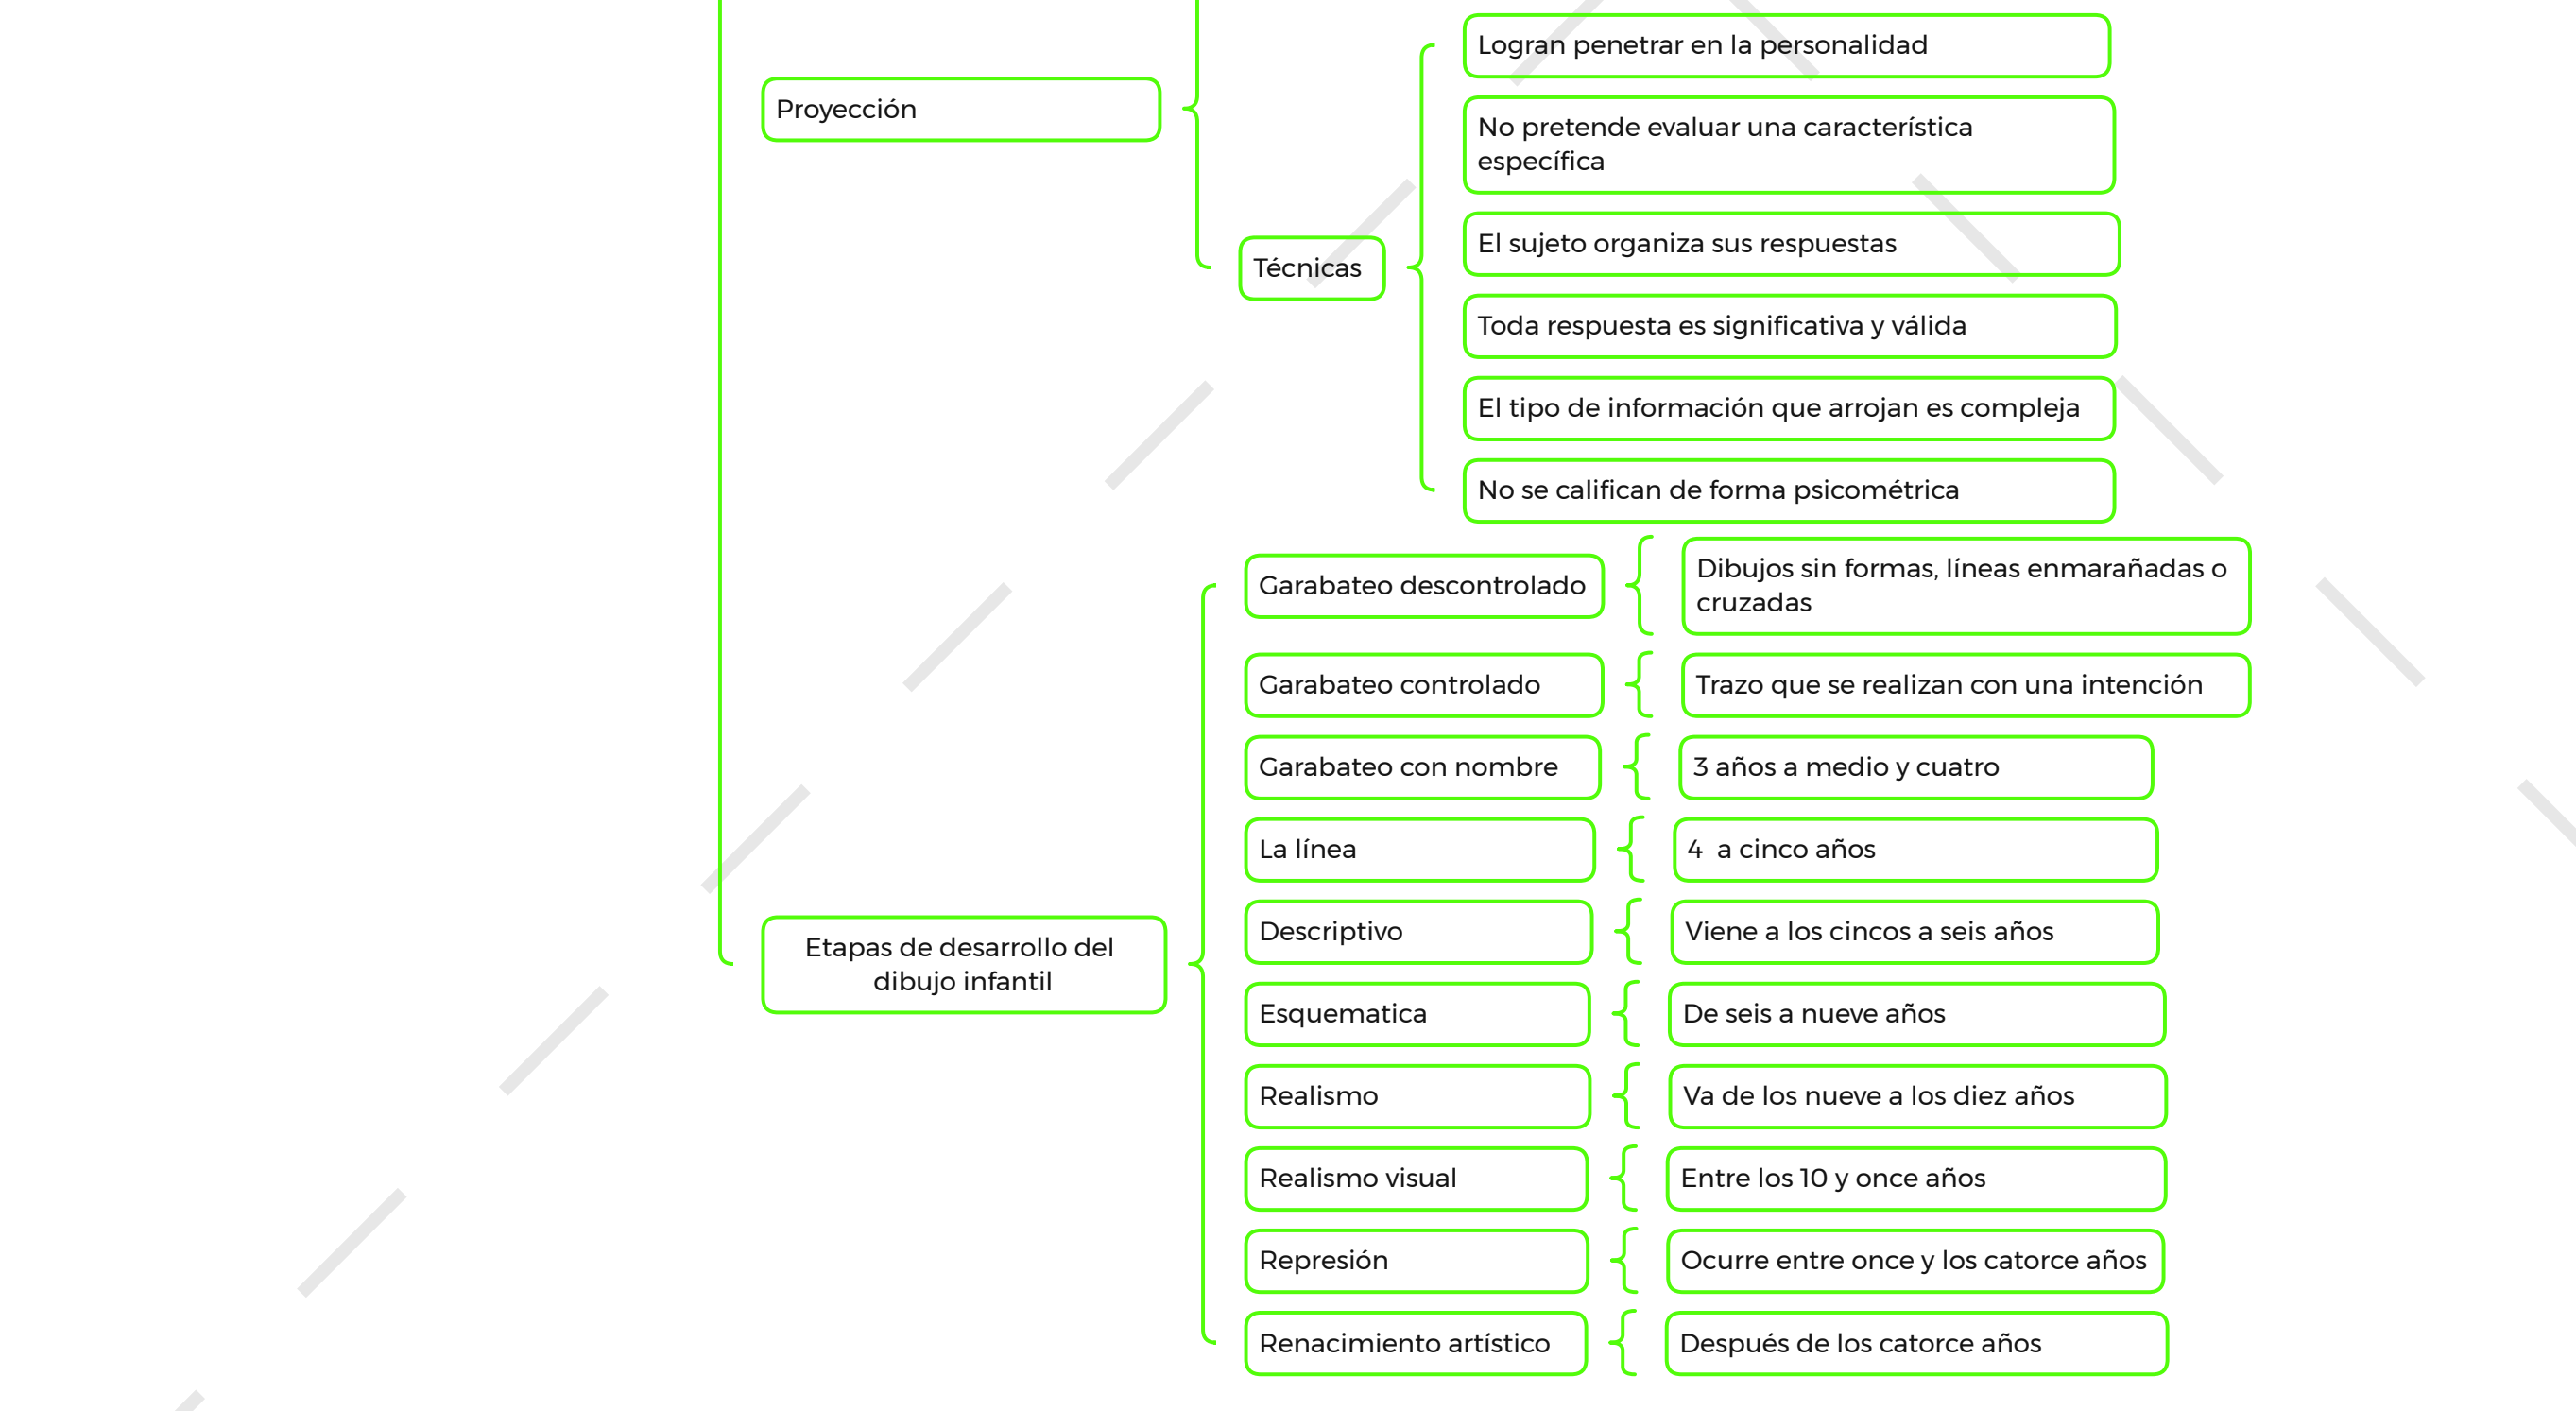 Proyección
Técnicas
Logran penetrar en la personalidad
No pretende evaluar una característica
específica
El sujeto organiza sus respuestas
Toda respuesta es significativa y válida
El tipo de información que arrojan es compleja
No se califican de forma psicométrica
Etapas de desarrollo del
dibujo infantil
Garabateo descontrolado
Dibujos sin formas, líneas enmarañadas o
cruzadas
Garabateo controlado
Trazo que se realizan con una intención
Garabateo con nombre
3 años a medio y cuatro
La línea
4  a cinco años
Descriptivo
Viene a los cincos a seis años
Esquematica
De seis a nueve años
Realismo
Va de los nueve a los diez años
Realismo visual
Entre los 10 y once años
Represión
Ocurre entre once y los catorce años
Renacimiento artístico
Después de los catorce años